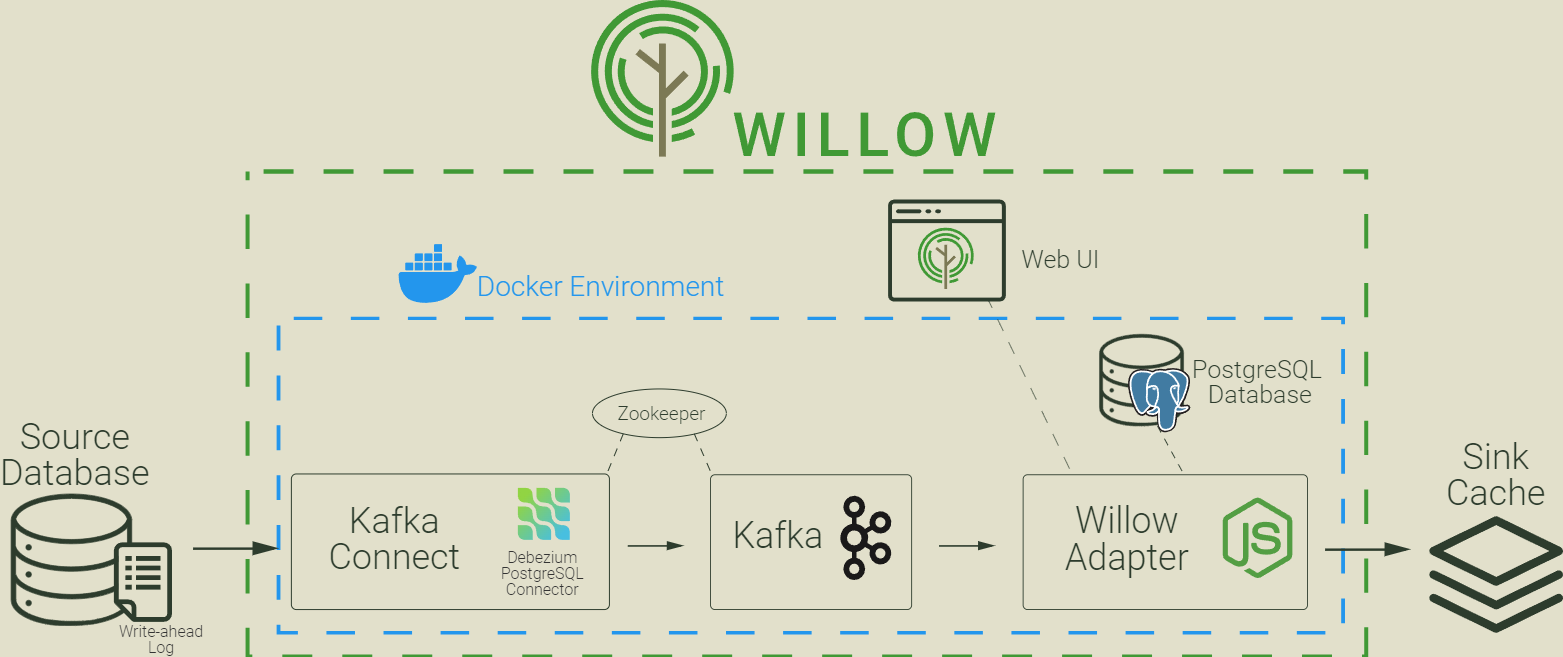 WILLOW
Web UI
Docker Environment
PostgreSQL
Database
Zookeeper
Source
Database
Write-ahead
Log
Kafka
Connect
Debezium
PostgreSQL
Connector
Kafka
Willow
Adapter
JS
Sink
Cache